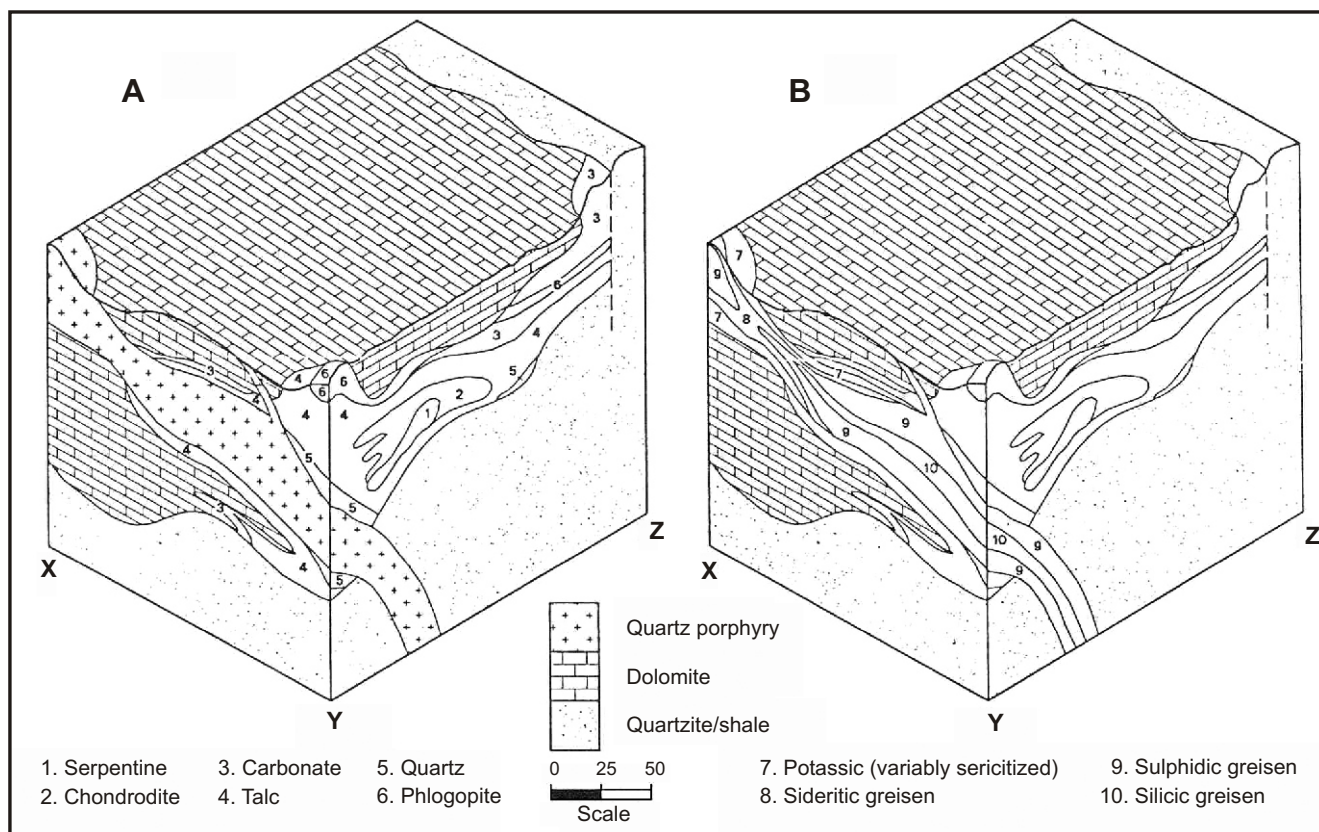 A
B
3
3
6
3
4
5
2
1
3
4
6
4
6
6
4
4
5
5
4
3
4
5
X
Y
Z
7
9
7
8
7
9
9
10
10
9
9
X
Y
Z
Quartz porphyry
Dolomite
Quartzite/shale
0 25 50
Scale
1. Serpentine 3. Carbonate 5. Quartz
2. Chondrodite 4. Talc 6. Phlogopite
7. Potassic (variably sericitized) 9. Sulphidic greisen
8. Sideritic greisen 10. Silicic greisen